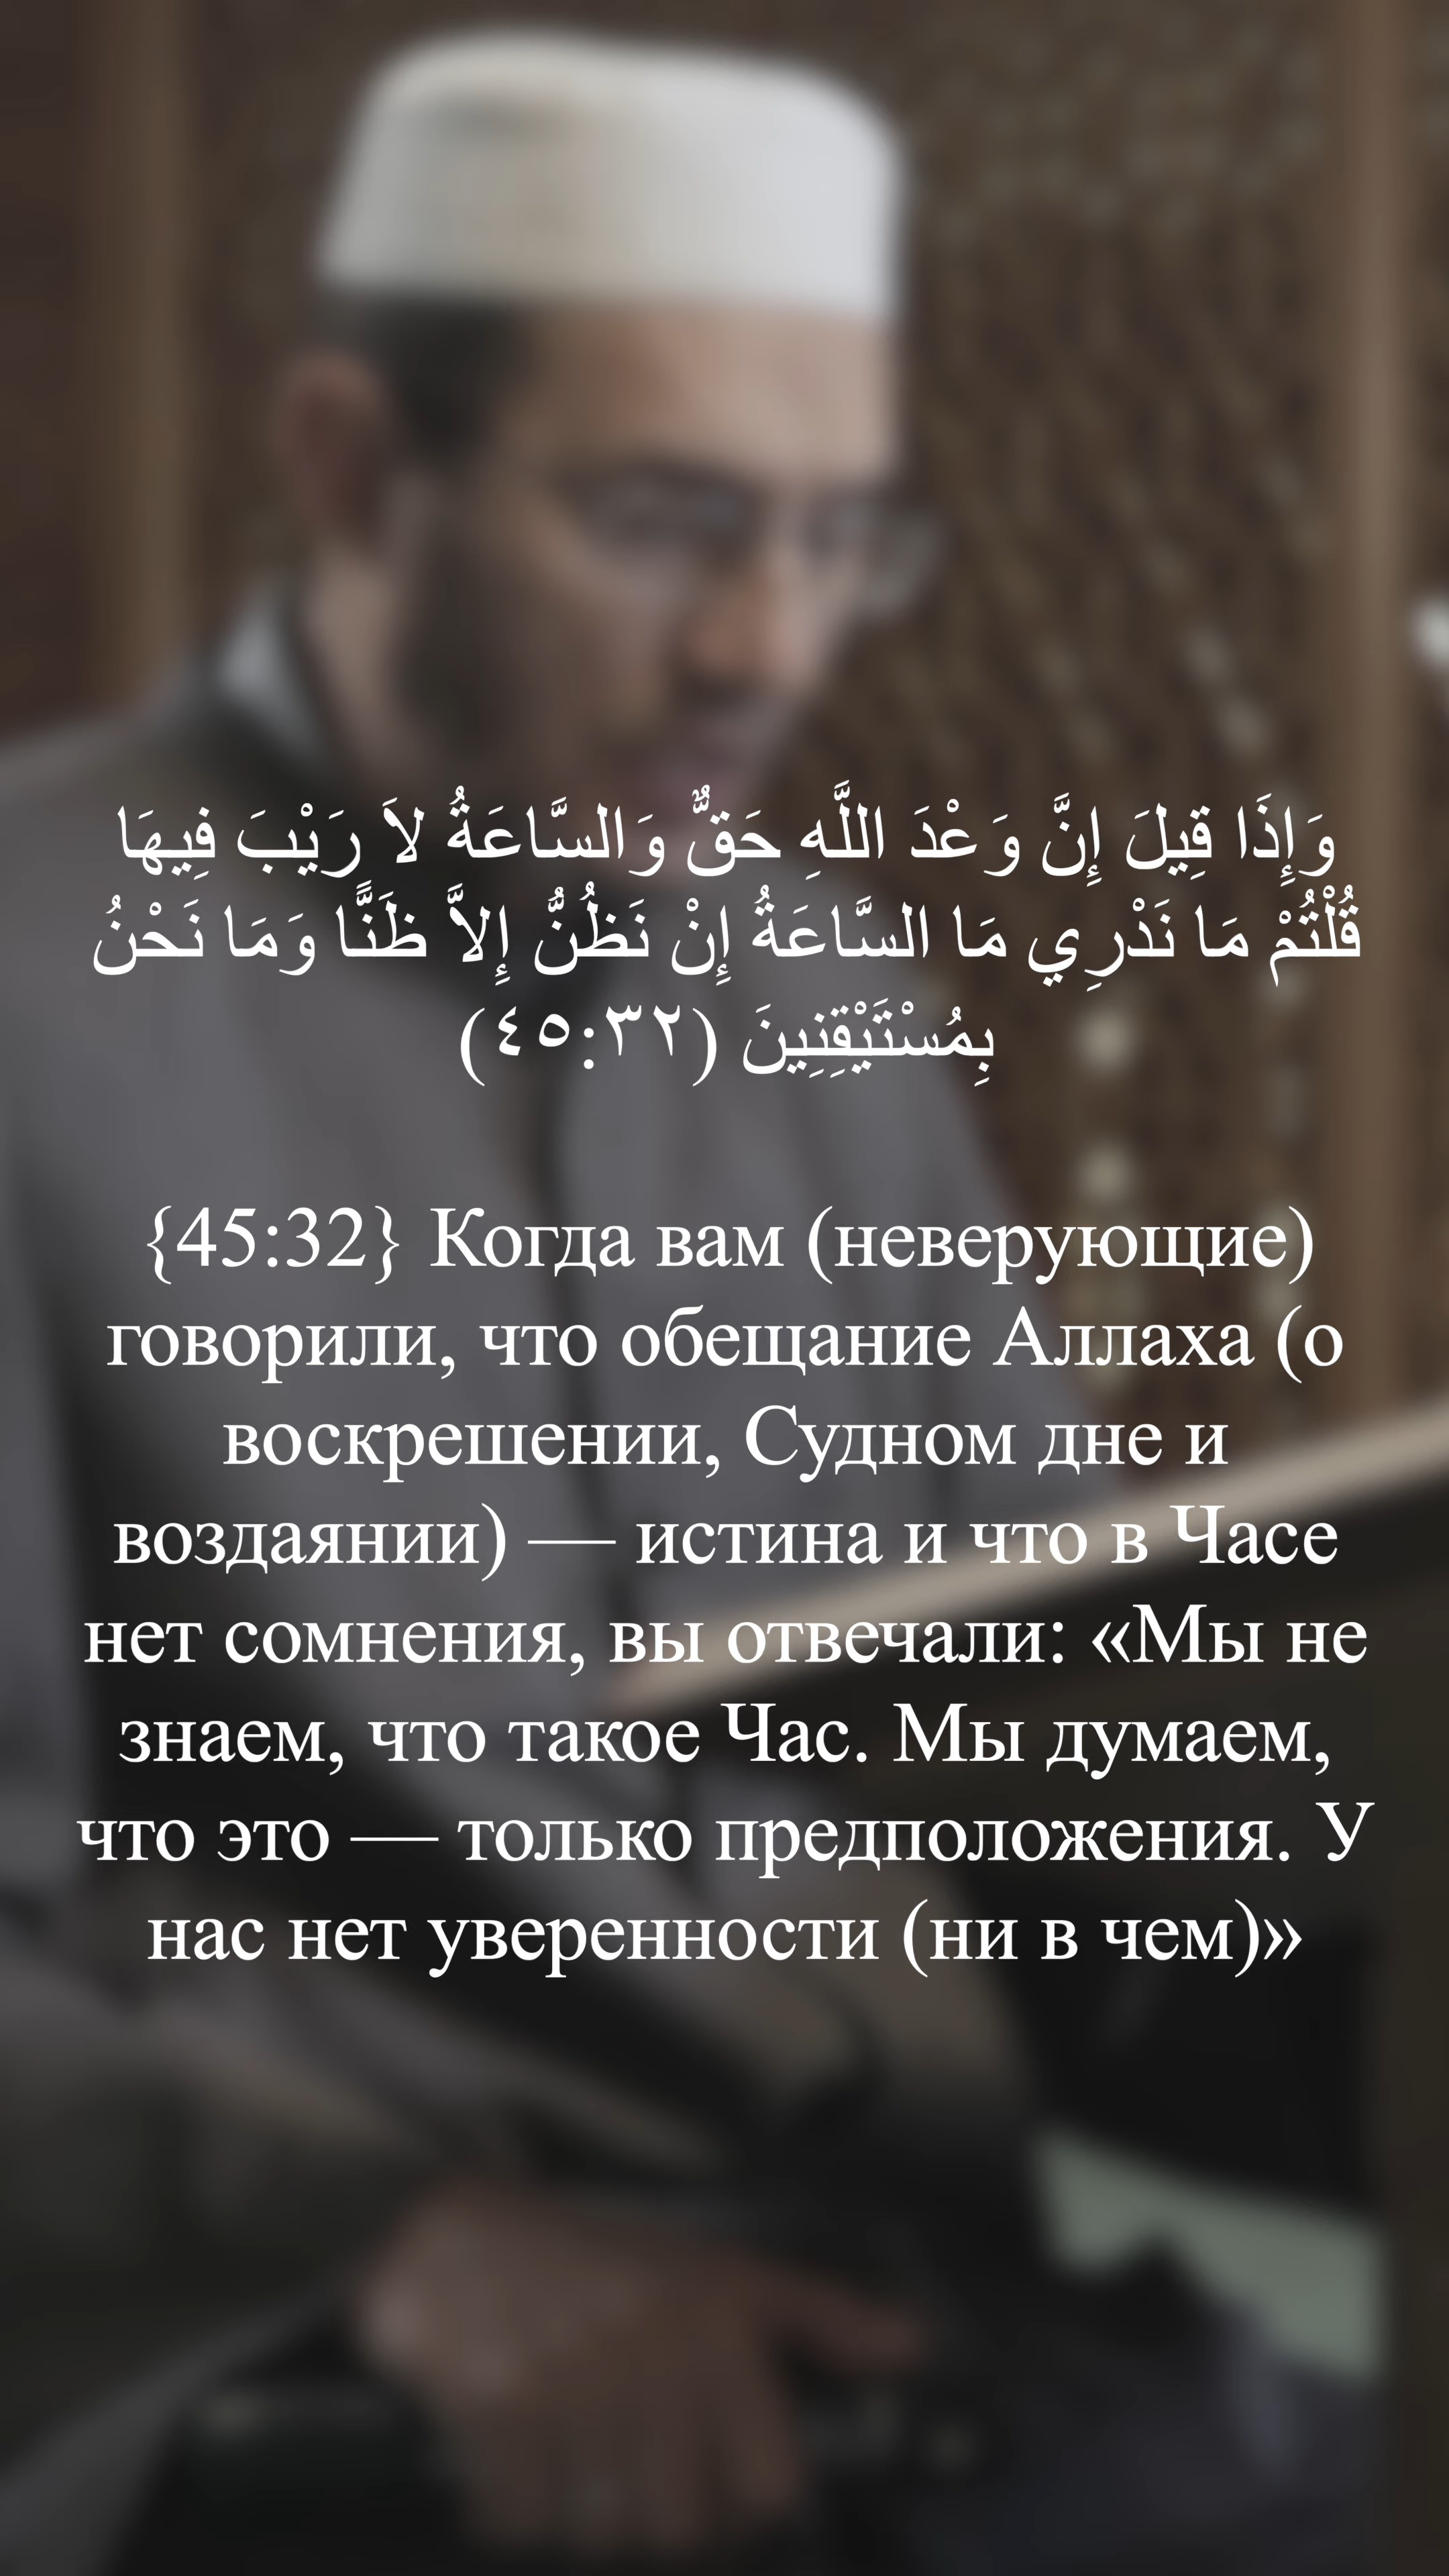 وَإِذَا قِيلَ إِنَّ وَعْدَ اللَّهِ حَقٌّ وَالسَّاعَةُ لاَ رَيْبَ فِيهَا
قُلْتُمْ مَا نَدْرِي مَا السَّاعَةُ إِنْ نَظُنُّ إِلاَّ ظَنًّا وَمَا نَحْنُ
بِمُسْتَيْقِنِينَ (٤٥:٣٢)
{45:32} Когда вам (неверующие)
говорили, что обещание Аллаха (о
воскрешении, Судном дне и
воздаянии) — истина и что в Часе
нет сомнения, вы отвечали: «Мы не
знаем, что такое Час. Мы думаем,
что это — только предположения. У
нас нет уверенности (ни в чем)»